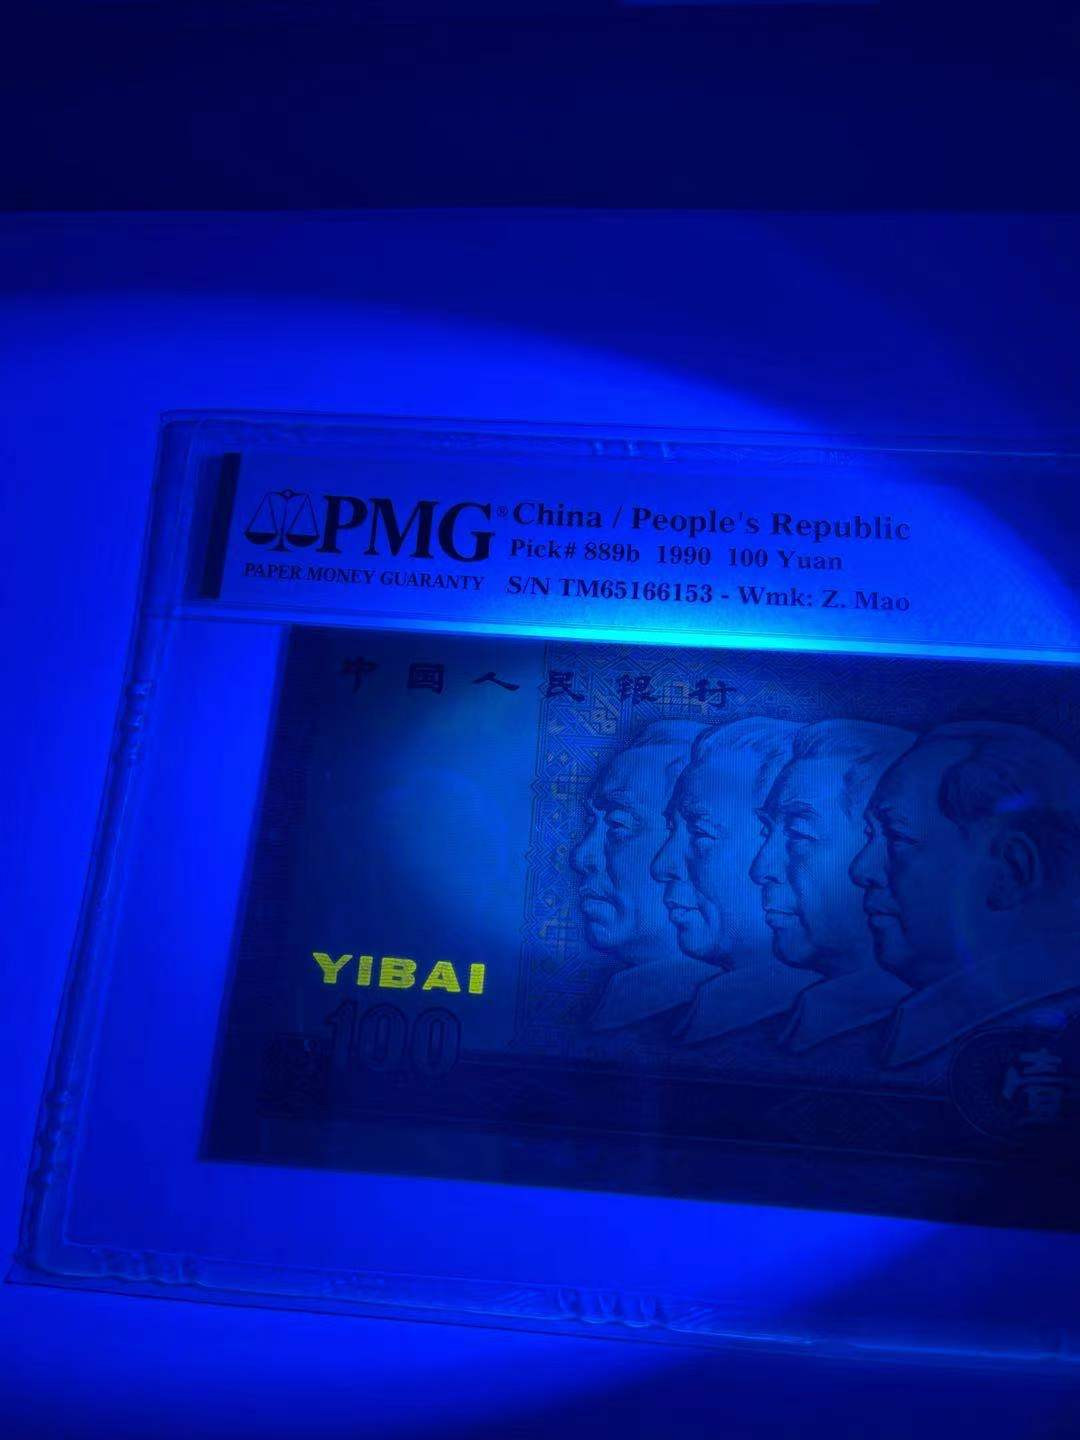 PMG® China / People's Republic
Pick# 889b 1990 100 Yuan
PAPER MONEY GUARANTY S/N TM65166153 - Wmk: Z. Mao
中国人民银行
YIBAI
100
壹